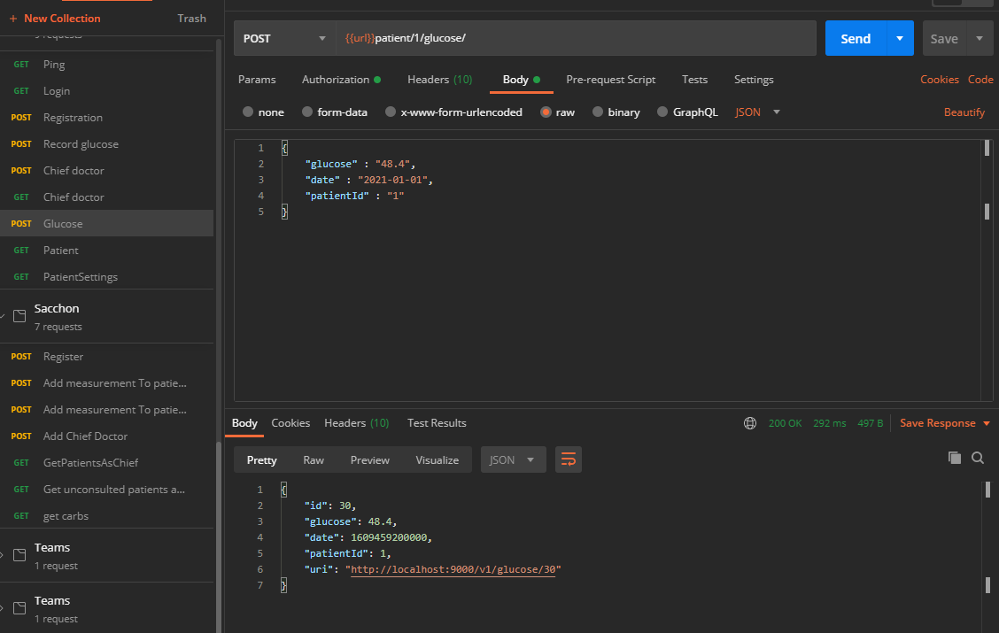 + New Collection
Trash
9 requests
GET Ping
GET Login
POST Registration
POST Record glucose
POST Chief doctor
GET Chief doctor
POST Glucose
GET Patient
GET PatientSettings
Sacchon
7 requests
POST Register
POST Add measurement To patie...
POST Add measurement To patie...
POST Add Chief Doctor
GET GetPatientsAsChief
GET Get unconsulted patients a...
GET get carbs
Teams
1 request
Teams
1 request
POST {{url}}patient/1/glucose/ Send Save
Params Authorization Headers (10) Body Pre-request Script Tests Settings Cookies Code
none form-data x-www-form-urlencoded raw binary GraphQL JSON Beautify
1 {
2 "glucose" : "48.4",
3 "date" : "2021-01-01",
4 "patientId" : "1"
5 }
Body Cookies Headers (10) Test Results 200 OK 292 ms 497 B Save Response
Pretty Raw Preview Visualize JSON
1 {
2 "id": 30,
3 "glucose": 48.4,
4 "date": 1609459200000,
5 "patientId": 1,
6 "uri": "http://localhost:9000/v1/glucose/30"
7 }